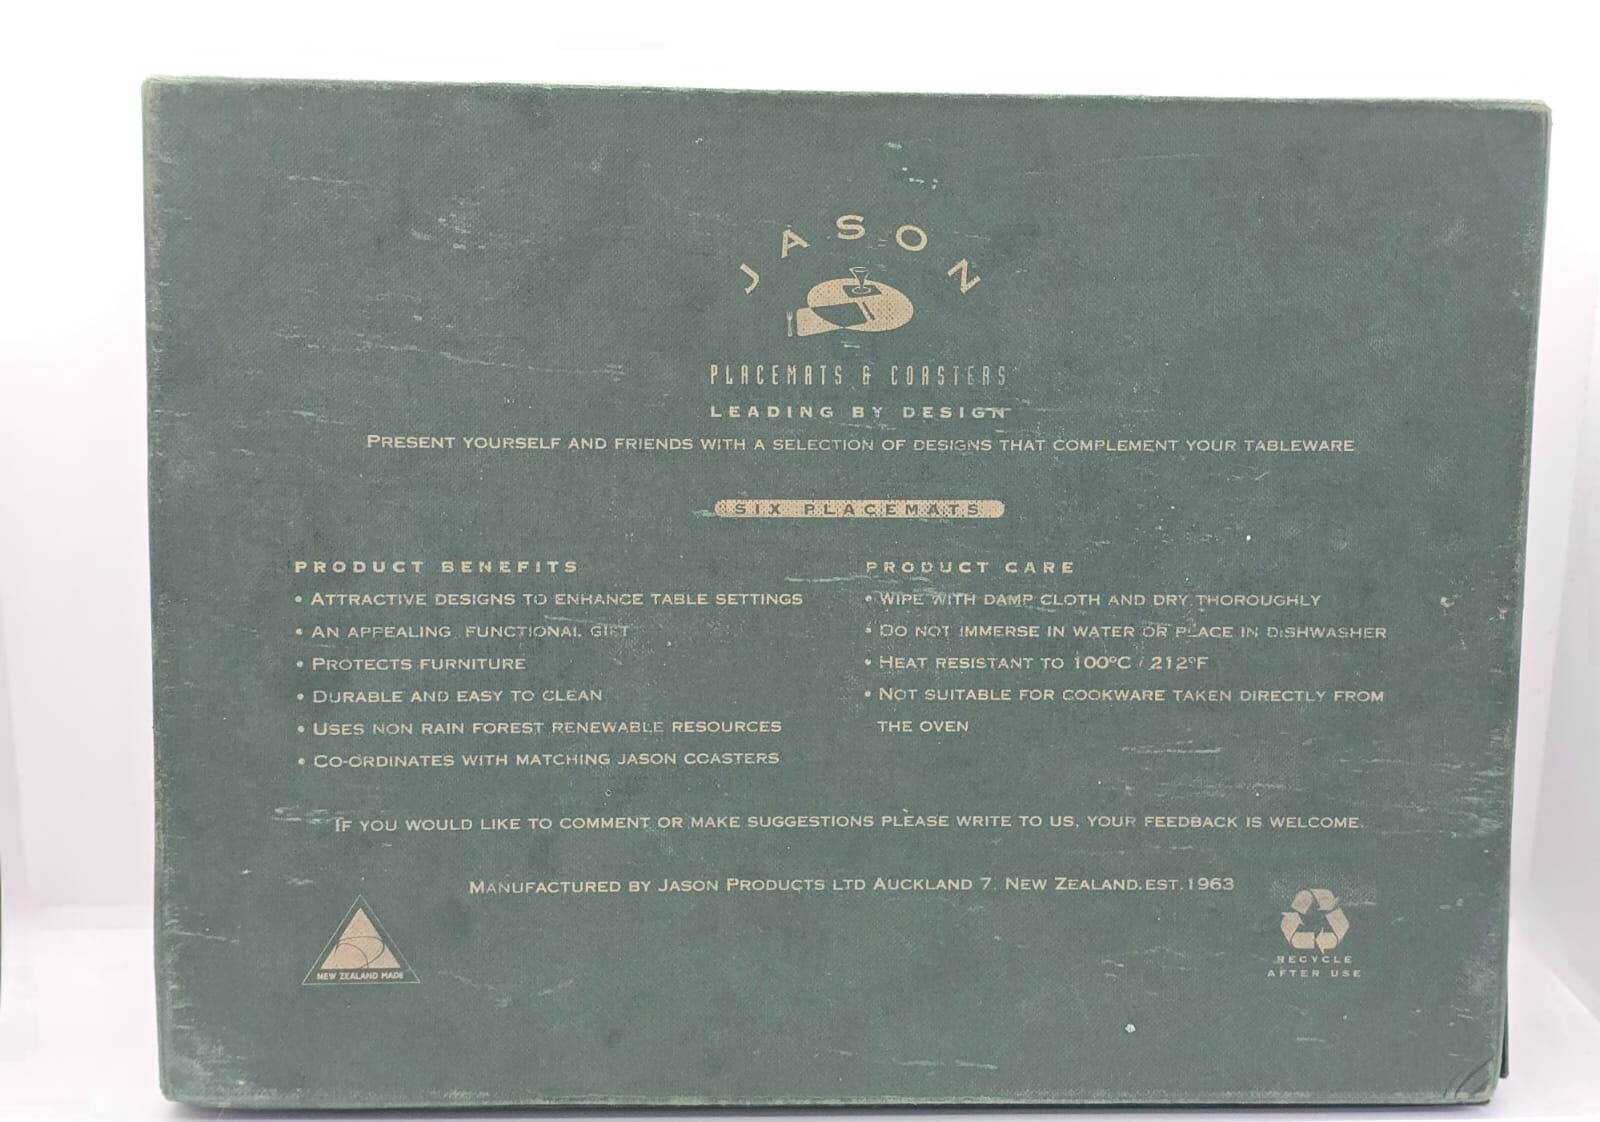 JASON
PLACEMATS & COASTERS
LEADING BY DESIGN
PRESENT YOURSELF AND FRIENDS WITH A SELECTION OF DESIGNS THAT COMPLEMENT YOUR TABLEWARE
SIX PLACEMATS
PRODUCT BENEFITS
• ATTRACTIVE DESIGNS TO ENHANCE TABLE SETTINGS
• AN APPEALING, FUNCTIONAL GIFT
• PROTECTS FURNITURE
• DURABLE AND EASY TO CLEAN
• USES NON RAIN FOREST RENEWABLE RESOURCES
• CO-ORDINATES WITH MATCHING JASON COASTERS
PRODUCT CARE
• WIPE WITH DAMP CLOTH AND DRY THOROUGHLY
• DO NOT IMMERSE IN WATER OR PLACE IN DISHWASHER
• HEAT RESISTANT TO 100°C / 212°F
• NOT SUITABLE FOR COOKWARE TAKEN DIRECTLY FROM
THE OVEN
IF YOU WOULD LIKE TO COMMENT OR MAKE SUGGESTIONS PLEASE WRITE TO US, YOUR FEEDBACK IS WELCOME.
MANUFACTURED BY JASON PRODUCTS LTD AUCKLAND 7, NEW ZEALAND.EST.1963
NEW ZEALAND MADE
RECYCLE
AFTER USE